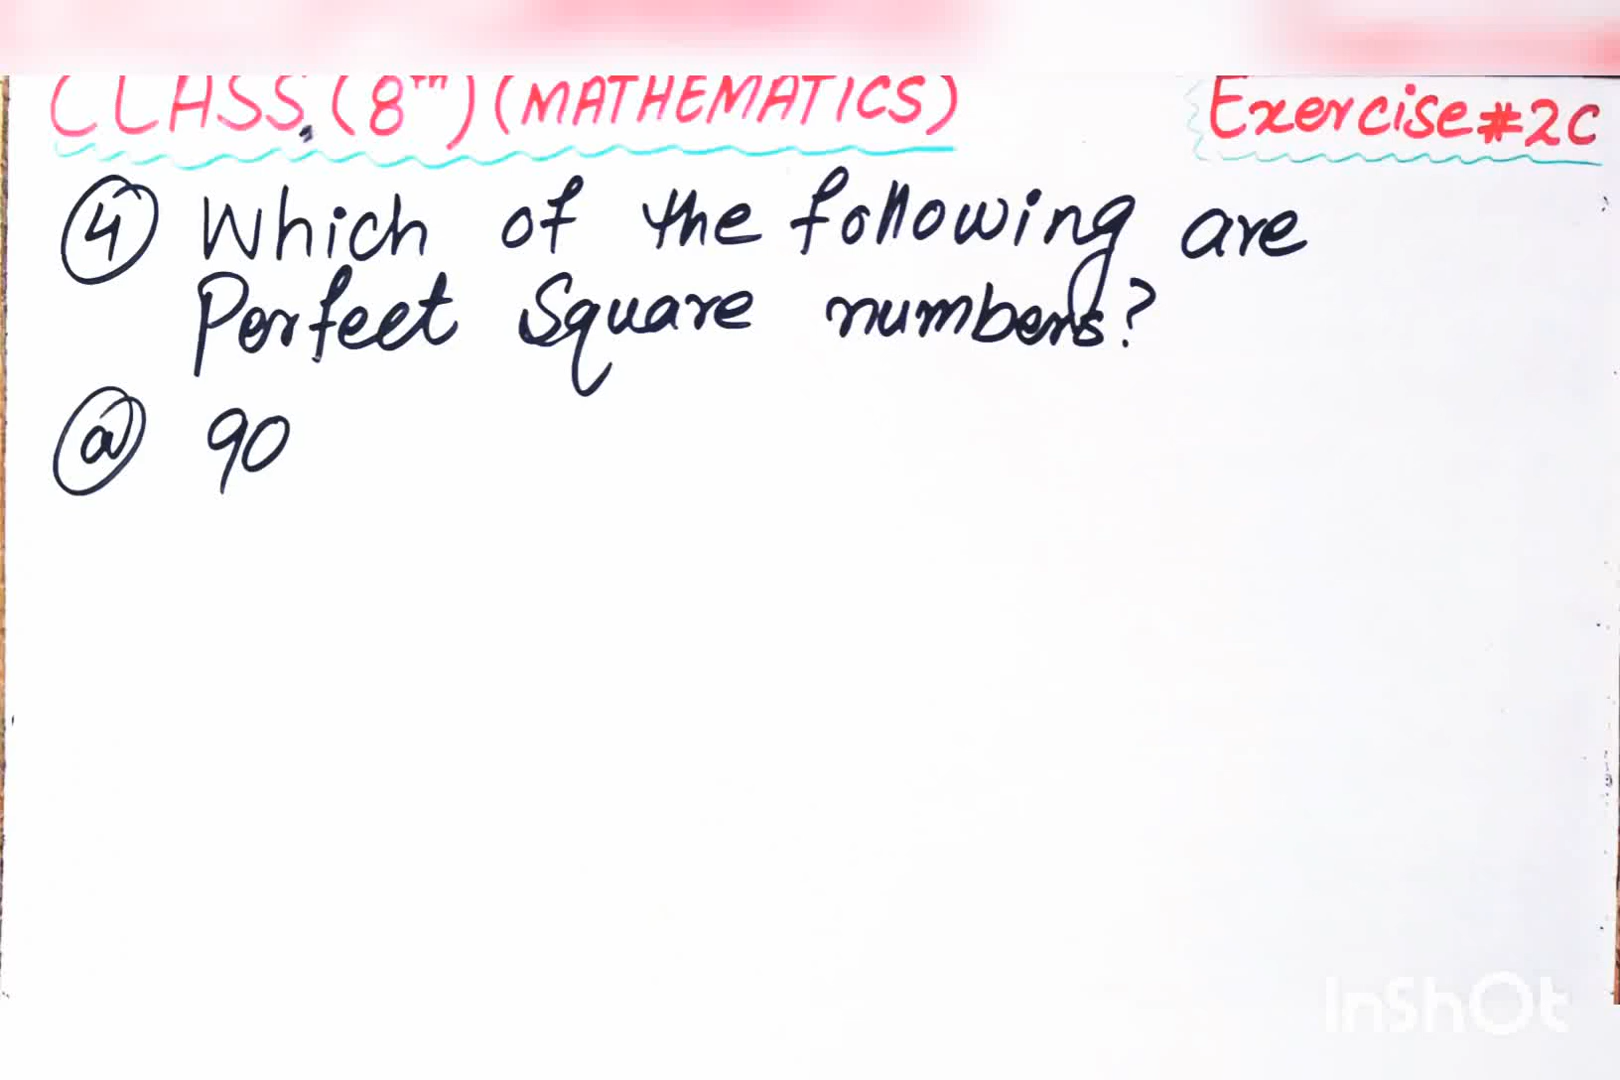 CLASS (8th) (MATHEMATICS) Exercise #2C
4 Which of the following are
Perfect Square numbers?
a 90
InShOt